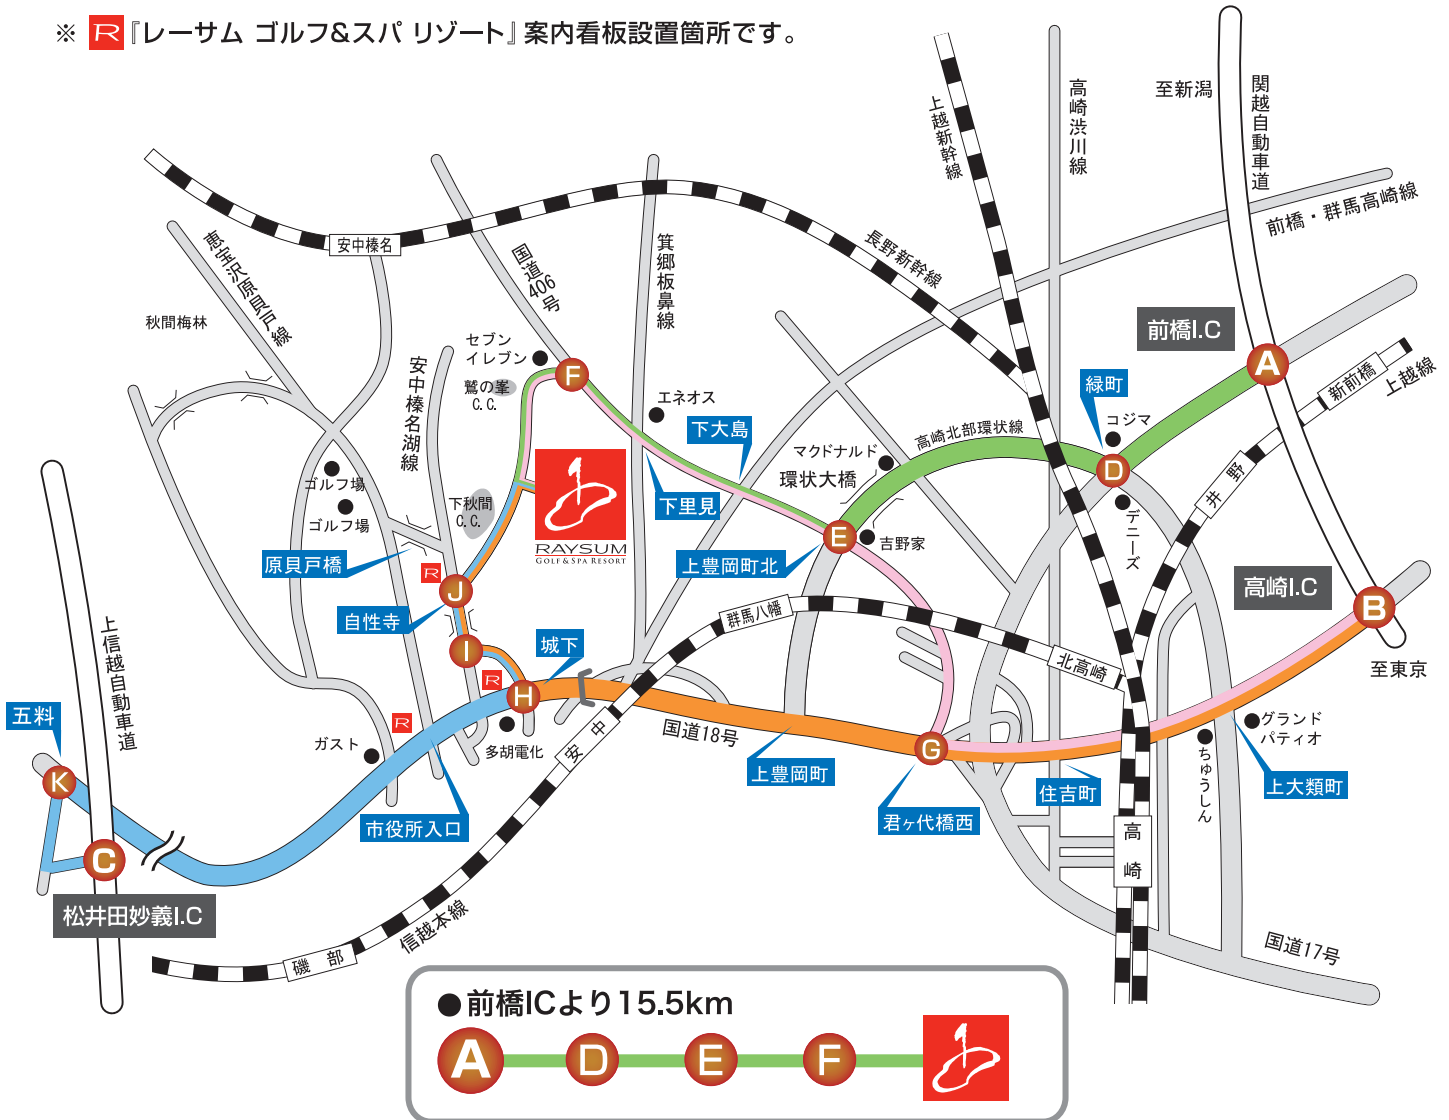 ※ R『レーサム ゴルフ&スパ リゾート』案内看板設置箇所です。
至新潟
関越自動車道
高崎渋川線
上越新幹線
前橋・群馬高崎線
長野新幹線
安中榛名
恵宝沢原貝戸線
国道406号
箕郷板鼻線
秋間梅林
安中榛名湖線
セブン
イレブン
F
鷲の峯
C.C.
エネオス
下大島
マクドナルド
環状大橋
高崎北部環状線
緑町
コジマ
D
前橋I.C
A
新前橋
上越線
井野
デニーズ
ゴルフ場
ゴルフ場
下秋間
C.C.
RAYSUM
GOLF & SPA RESORT
下里見
E
吉野家
上豊岡町北
原貝戸橋
R
J
自性寺
I
R
城下
H
群馬八幡
北高崎
高崎I.C
B
至東京
上信越自動車道
五料
K
C
松井田妙義I.C
ガスト
R
多胡電化
市役所入口
安中
国道18号
上豊岡町
G
君ヶ代橋西
住吉町
グランド
パティオ
ちゅうしん
上大類町
高崎
国道17号
信越本線
磯部
●前橋ICより15.5km
A D E F